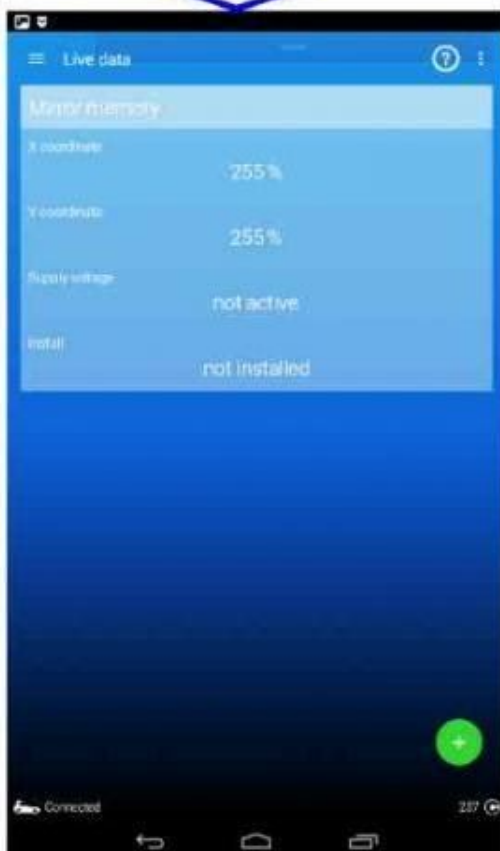 Live data
?
Mirror memory
X coordinate
255%
Y coordinate
255%
Supply voltage
not active
Install
not installed
+
Connected
237